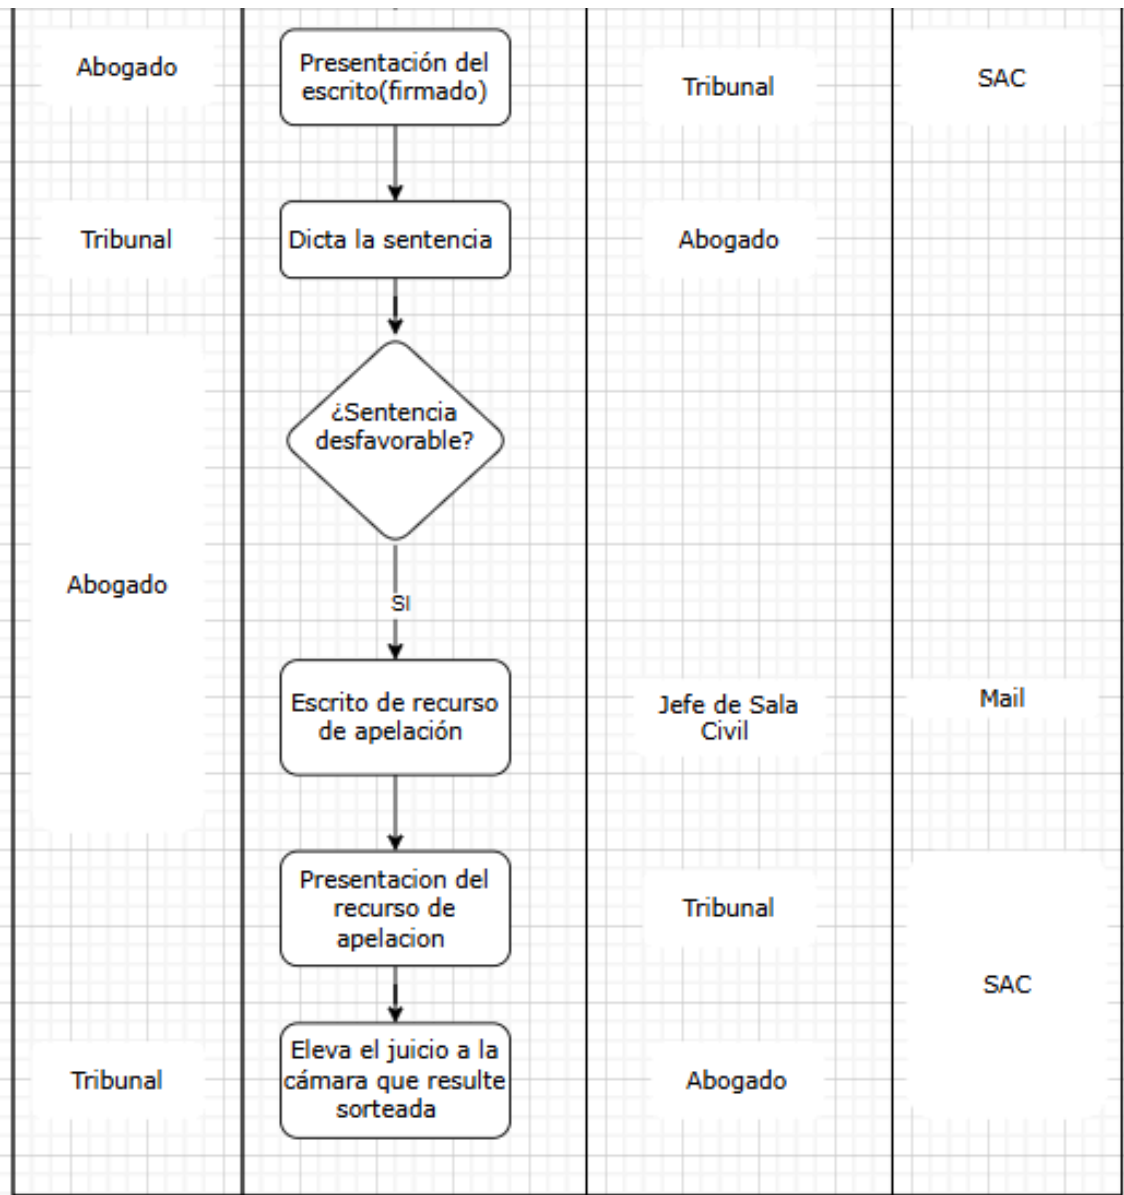 Abogado
Presentación del
escrito(firmado)
Tribunal
SAC
Tribunal
Dicta la sentencia
Abogado
¿Sentencia
desfavorable?
Abogado
SI
Escrito de recurso
de apelación
Jefe de Sala
Civil
Mail
Presentacion del
recurso de
apelacion
Tribunal
SAC
Tribunal
Eleva el juicio a la
cámara que resulte
sorteada
Abogado